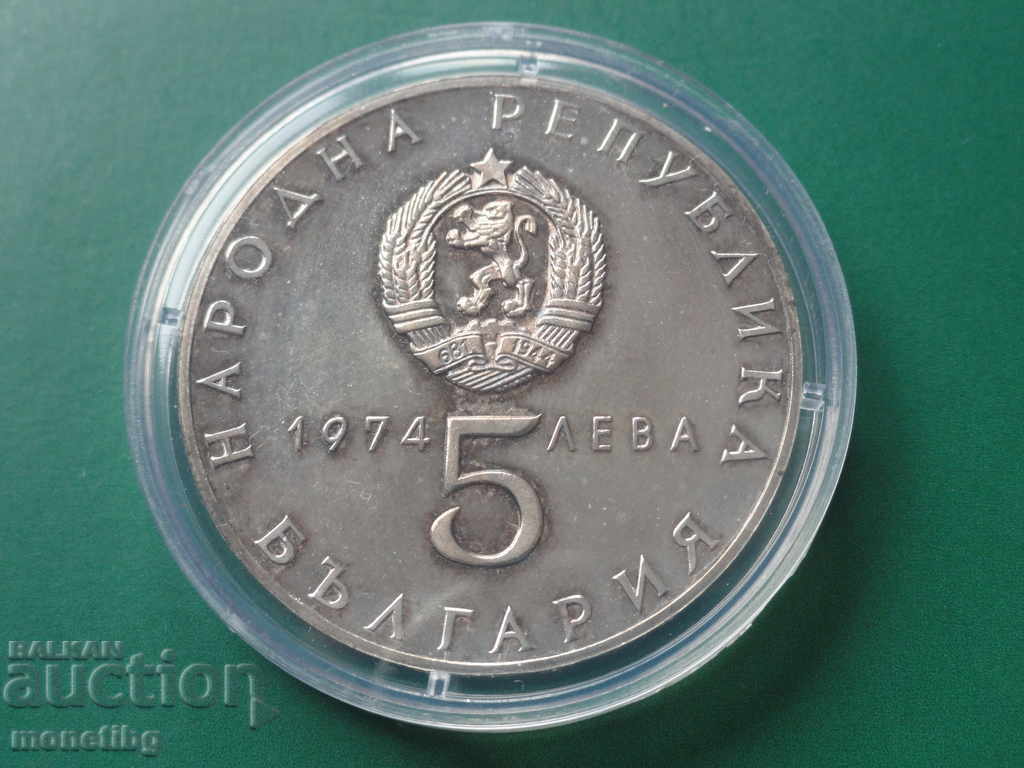 НАРОДНА РЕПУБЛИКА
681 1944
1974 5 ЛЕВА
БЪЛГАРИЯ
BALKAN
auction
monetibg